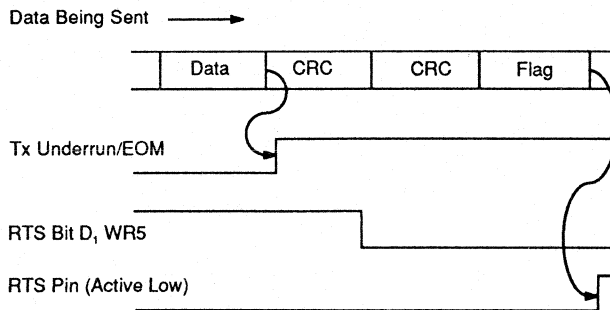 Data Being Sent
Data CRC CRC Flag
Tx Underrun/EOM
RTS Bit D₁ WR5
RTS Pin (Active Low)